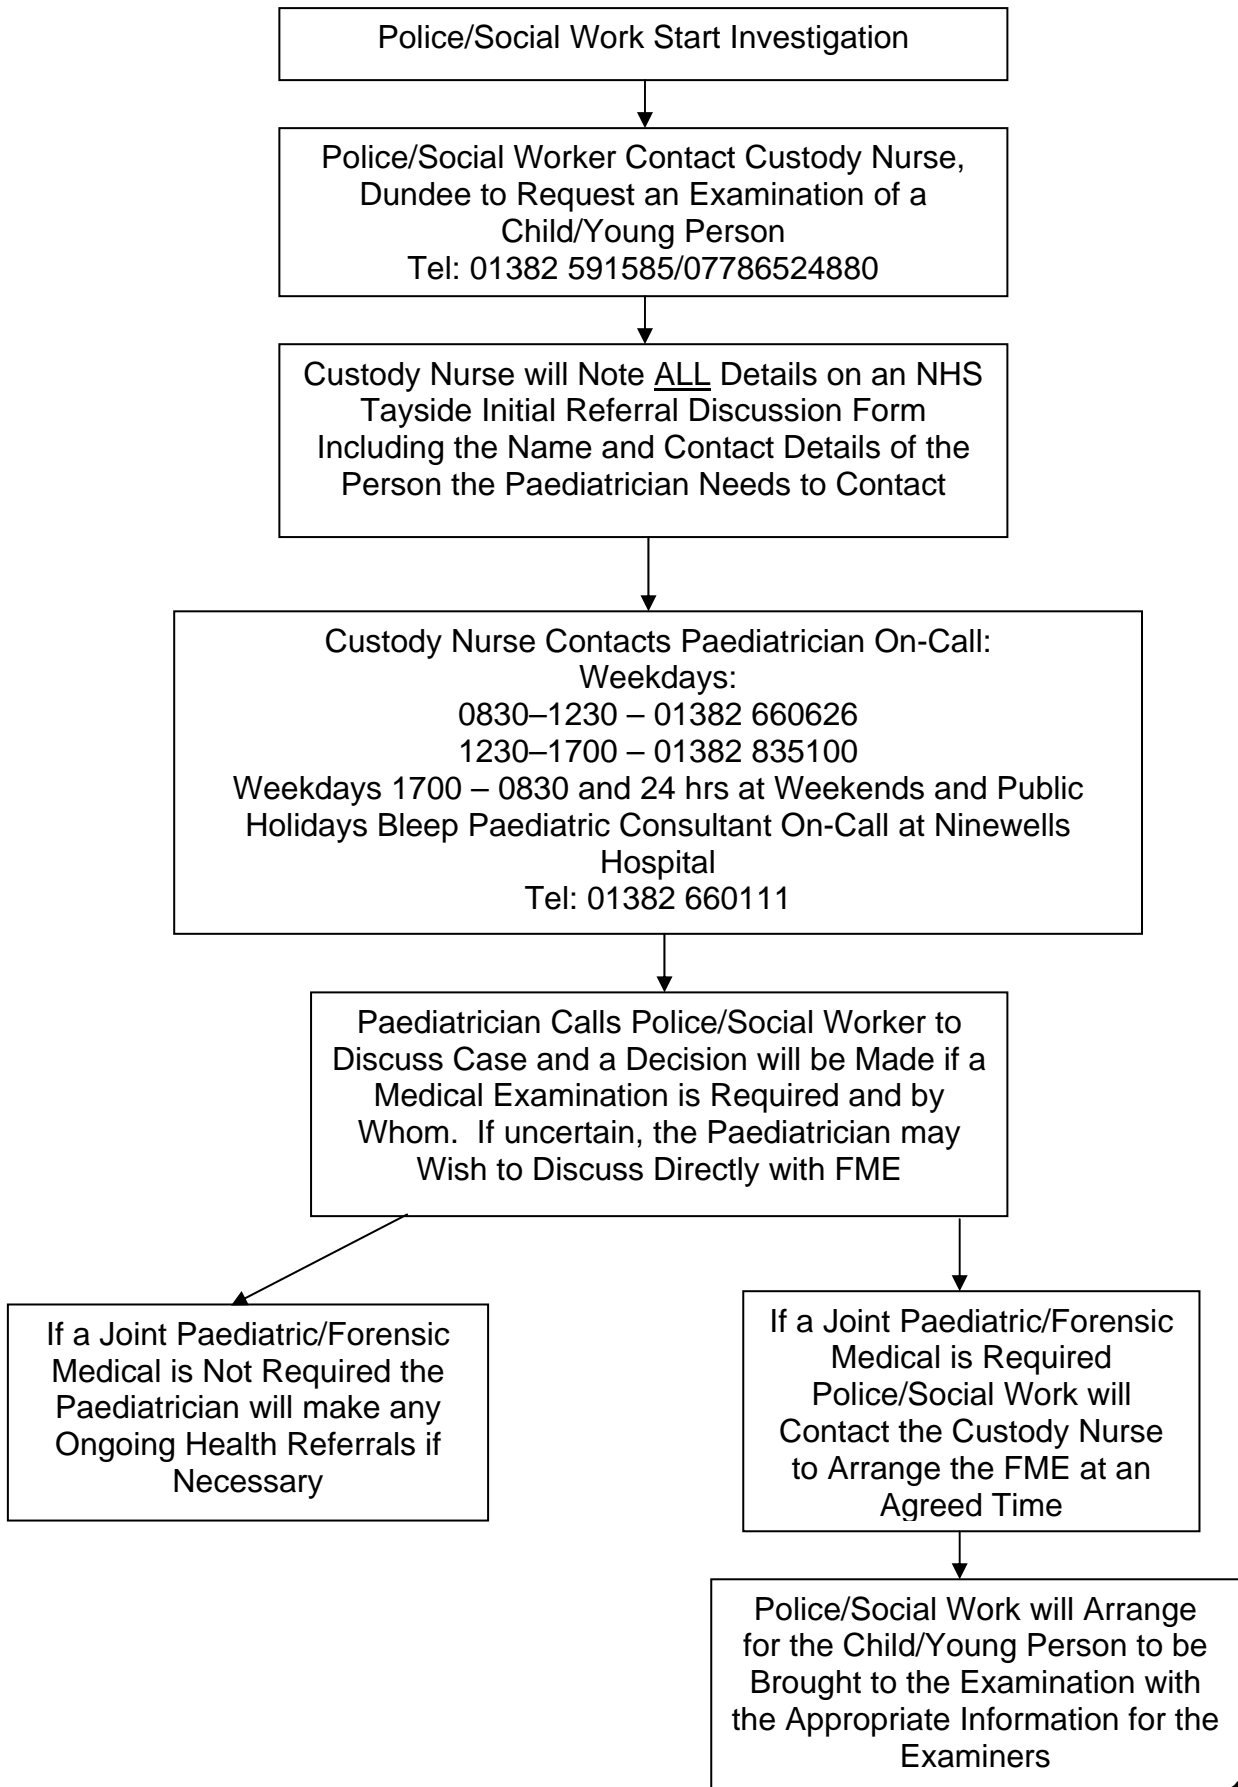 Police/Social Work Start Investigation
Police/Social Worker Contact Custody Nurse,
Dundee to Request an Examination of a
Child/Young Person
Tel: 01382 591585/07786524880
Custody Nurse will Note ALL Details on an NHS
Tayside Initial Referral Discussion Form
Including the Name and Contact Details of the
Person the Paediatrician Needs to Contact
Custody Nurse Contacts Paediatrician On-Call:
Weekdays:
0830–1230 – 01382 660626
1230–1700 – 01382 835100
Weekdays 1700 – 0830 and 24 hrs at Weekends and Public
Holidays Bleep Paediatric Consultant On-Call at Ninewells
Hospital
Tel: 01382 660111
Paediatrician Calls Police/Social Worker to
Discuss Case and a Decision will be Made if a
Medical Examination is Required and by
Whom.  If uncertain, the Paediatrician may
Wish to Discuss Directly with FME
If a Joint Paediatric/Forensic
Medical is Not Required the
Paediatrician will make any
Ongoing Health Referrals if
Necessary
If a Joint Paediatric/Forensic
Medical is Required
Police/Social Work will
Contact the Custody Nurse
to Arrange the FME at an
Agreed Time
Police/Social Work will Arrange
for the Child/Young Person to be
Brought to the Examination with
the Appropriate Information for the
Examiners